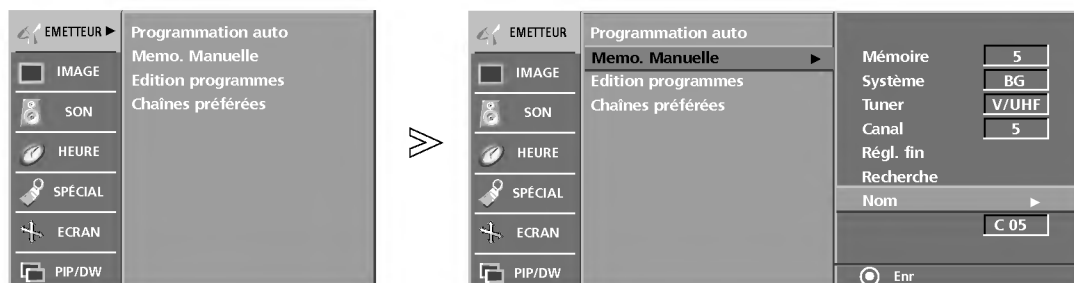 EMETTEUR ►
IMAGE
SON
HEURE
SPÉCIAL
ECRAN
PIP/DW
Programmation auto
Memo. Manuelle
Edition programmes
Chaînes préférées
EMETTEUR
IMAGE
SON
HEURE
SPÉCIAL
ECRAN
PIP/DW
Programmation auto
Memo. Manuelle ►
Edition programmes
Chaînes préférées
Mémoire 5
Système BG
Tuner V/UHF
Canal 5
Régl. fin
Recherche
Nom ►
C 05
Enr